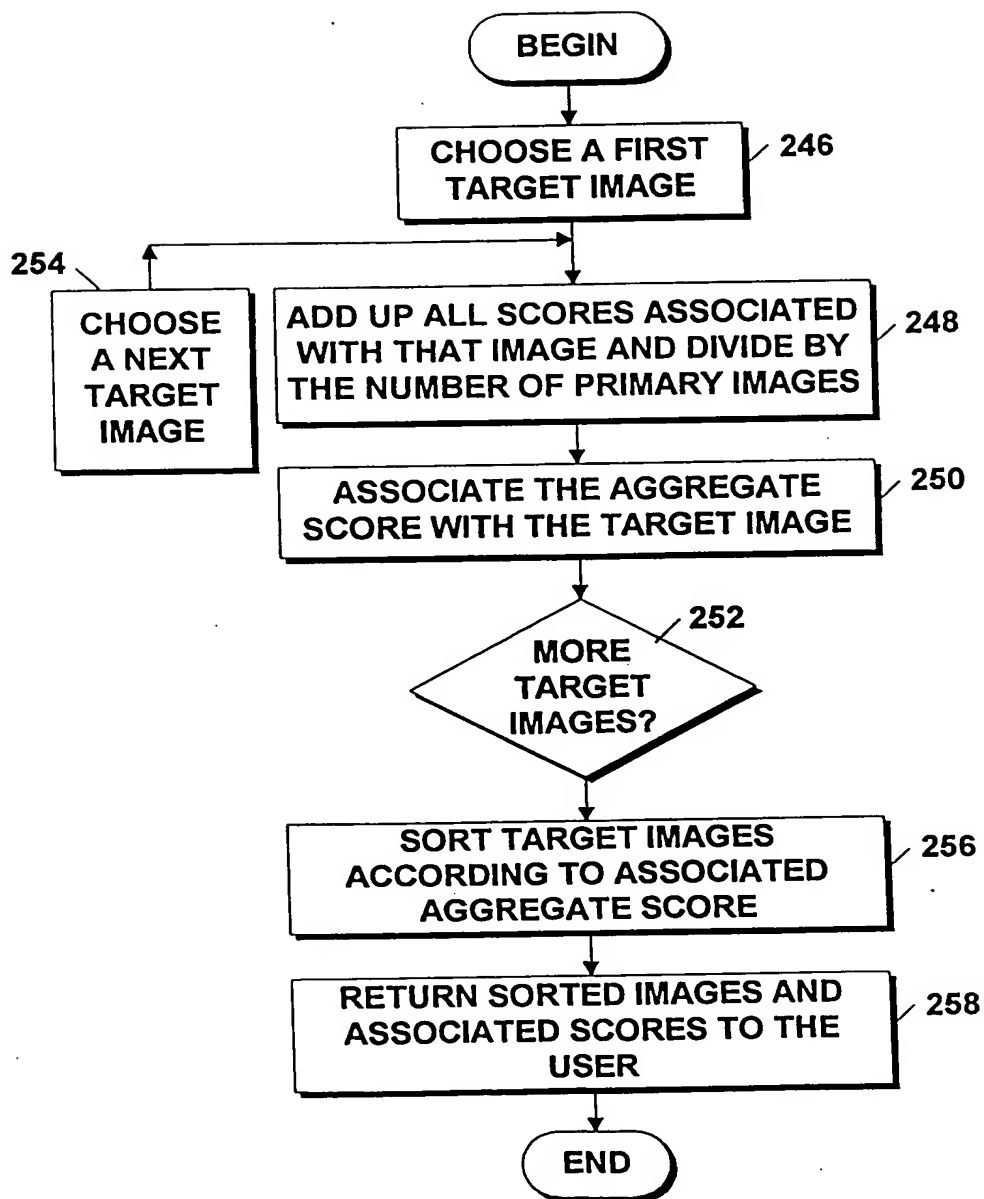 BEGIN
CHOOSE A FIRST
TARGET IMAGE
246
254
CHOOSE
A NEXT
TARGET
IMAGE
ADD UP ALL SCORES ASSOCIATED
WITH THAT IMAGE AND DIVIDE BY
THE NUMBER OF PRIMARY IMAGES
248
ASSOCIATE THE AGGREGATE
SCORE WITH THE TARGET IMAGE
250
252
MORE
TARGET
IMAGES?
SORT TARGET IMAGES
ACCORDING TO ASSOCIATED
AGGREGATE SCORE
256
RETURN SORTED IMAGES AND
ASSOCIATED SCORES TO THE
USER
258
END